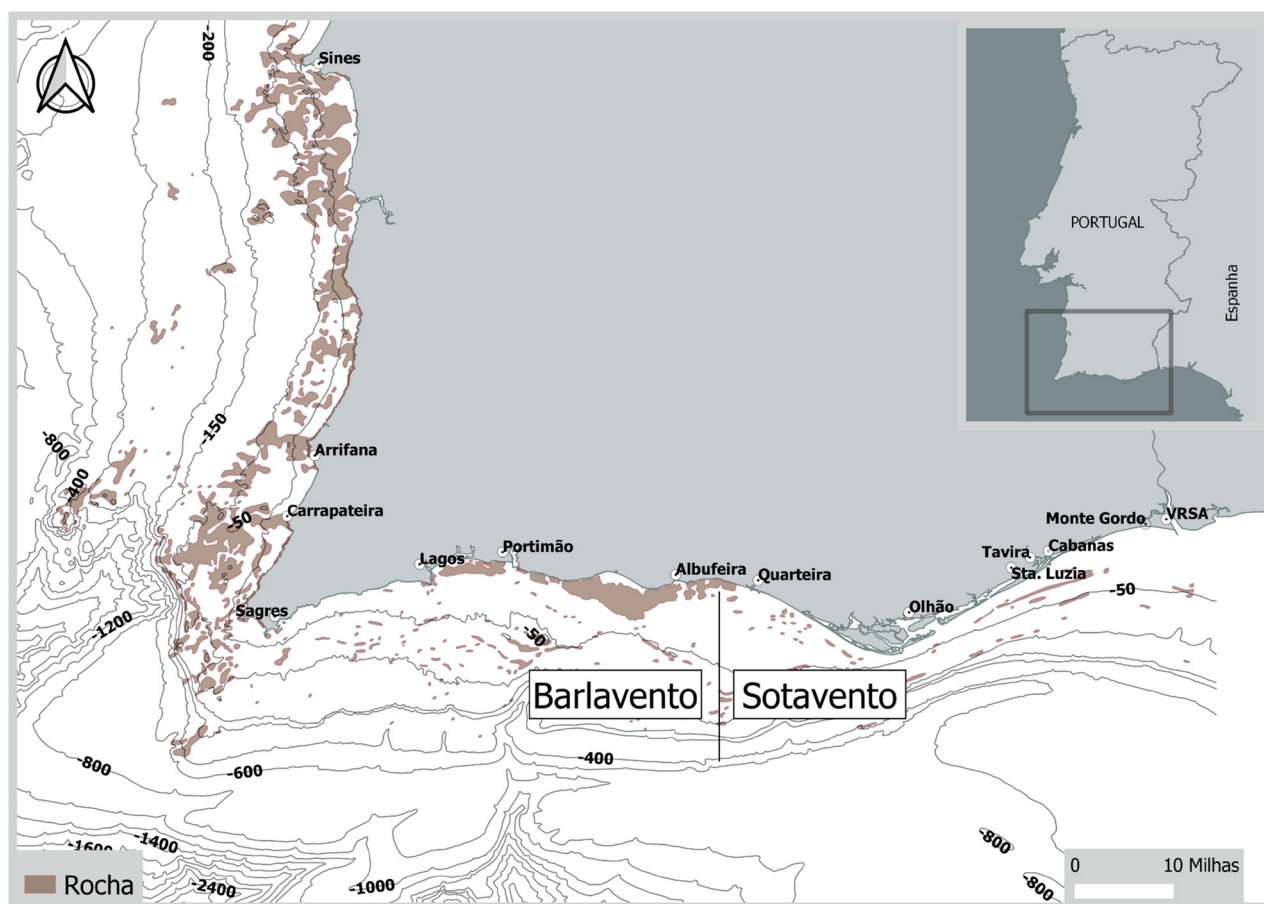 -200
Sines
PORTUGAL
Espanha
-800
-400
-150
Arrifana
-50
Carrapateira
Monte Gordo
VRSA
Lagos
Portimão
Tavira
Cabanas
Albufeira
Quarteira
Sta. Luzia
-50
Sagres
Olhão
-1200
-50
Barlavento
Sotavento
-800
-600
-400
-1400
-1600
-800
0 10 Milhas
Rocha
-2400
-1000
-800